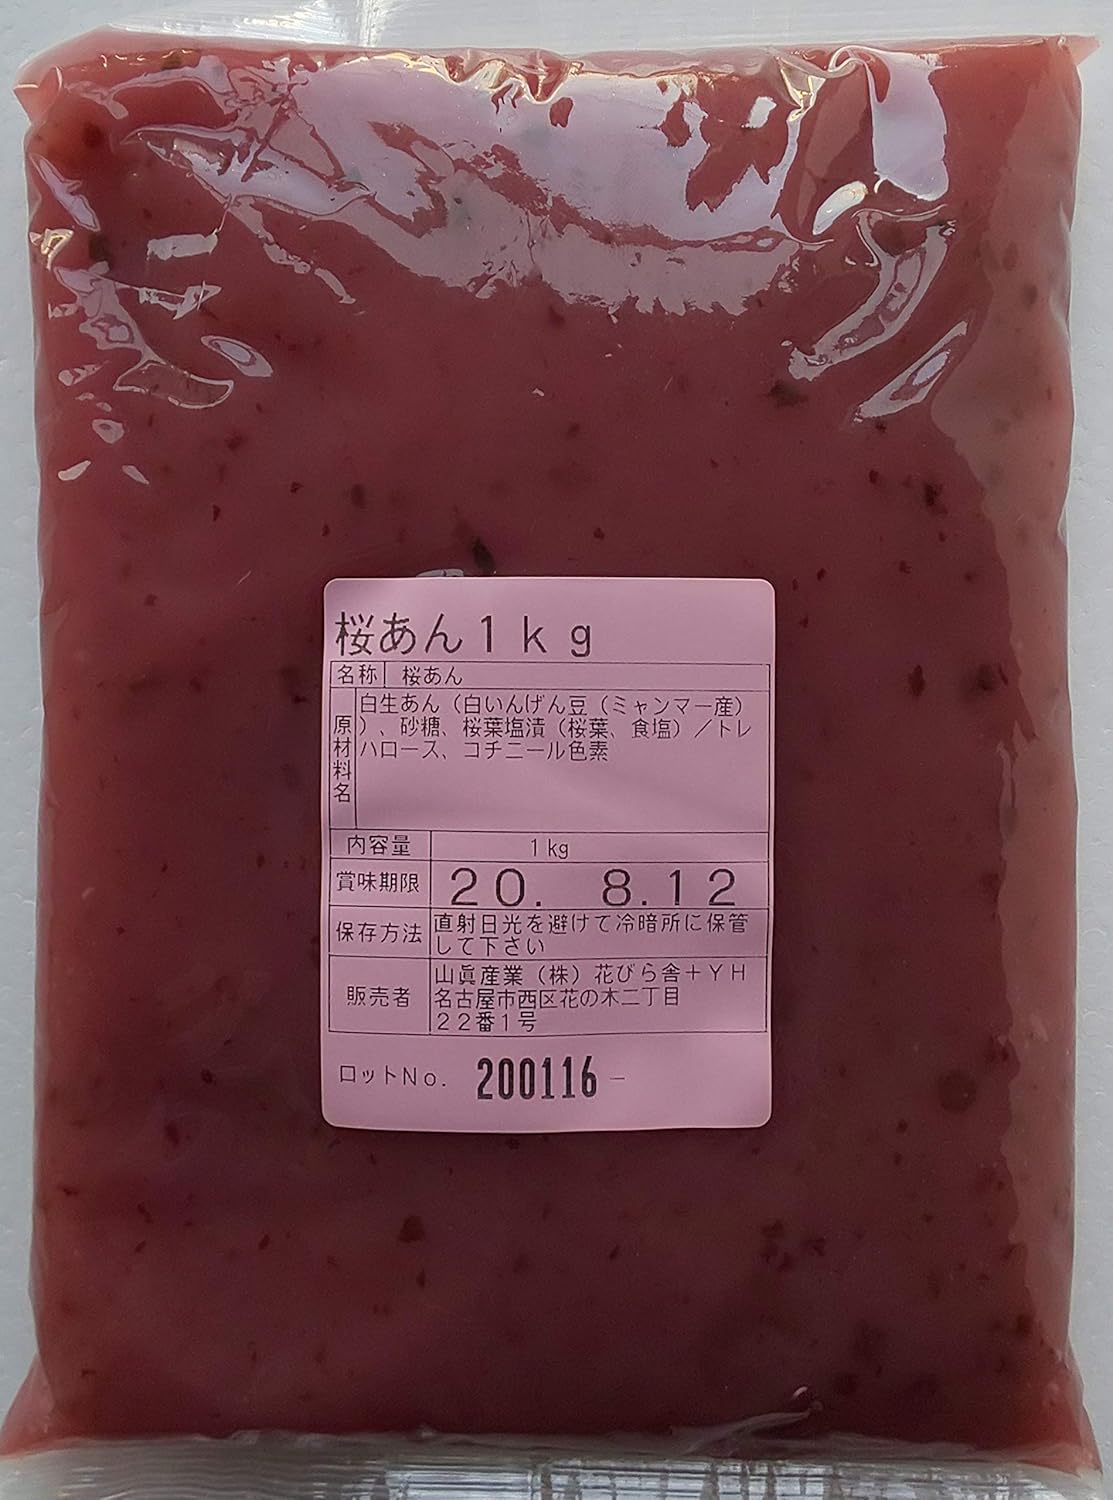 桜あん1kg
名称 桜あん
原材料名 白生あん（白いんげん豆（ミャンマー産）
）、砂糖、桜葉塩漬（桜葉、食塩）／トレ
ハロース、コチニール色素
内容量 1kg
賞味期限 20. 8.12
保存方法 直射日光を避けて冷暗所に保管
して下さい
販売者 山眞産業（株）花びら舎＋YH
名古屋市西区花の木二丁目
22番1号
ロットNo. 200116－